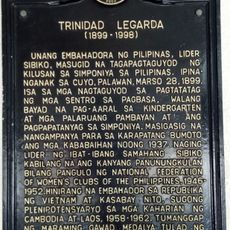 TRINIDAD LEGARDA
(1899-1998)
UNANG EMBAHADORA NG PILIPINAS, LIDER
SIBIKO, MASUGID NA TAGAPAGTAGUYOD NG
KILUSAN SA SIMPONIYA SA PILIPINAS, IPINA-
NGANAK SA CUYO, PALAWAN, MARSO 28, 1899.
ISA SA MGA NAGTAGUYOD SA PAGTATATAG
NG MGA SENTRO SA PAGBASA, WALANG
BAYAD NA PAG-AARAL SA KINDERGARTEN
AT MGA PALARUANG PAMBAYAN AT SA ANG
PAGPAPATANYAG SA SIMPONIYA. MASIGASIG NA
NANGAMPANYA PARA SA KARAPATANG BUMOTO
ANG MGA KABABAIHAN NOONG 1937. NAGING
LIDER NG IBAT-IBANG SAMAHANG SIBIKO
KABILANG NA ANG KANYANG PANUNUNGKULAN
BILANG PANGULO NG NATIONAL FEDERATION
OF WOMEN'S CLUBS OF THE PHILIPPINES (1946-
1952. HINIRANG NA EMBAHADOR SA REPUBLIKA
NG VIETNAM AT KASABAY NITO SUGONG
PLENIPOTENSYARYO SA MGA KAHARIAN NG
CAMBODIA AT LAOS, 1958-1962. TUMANGGAP
NG MARAMING GAWAD, MEDALYA TULAD NG